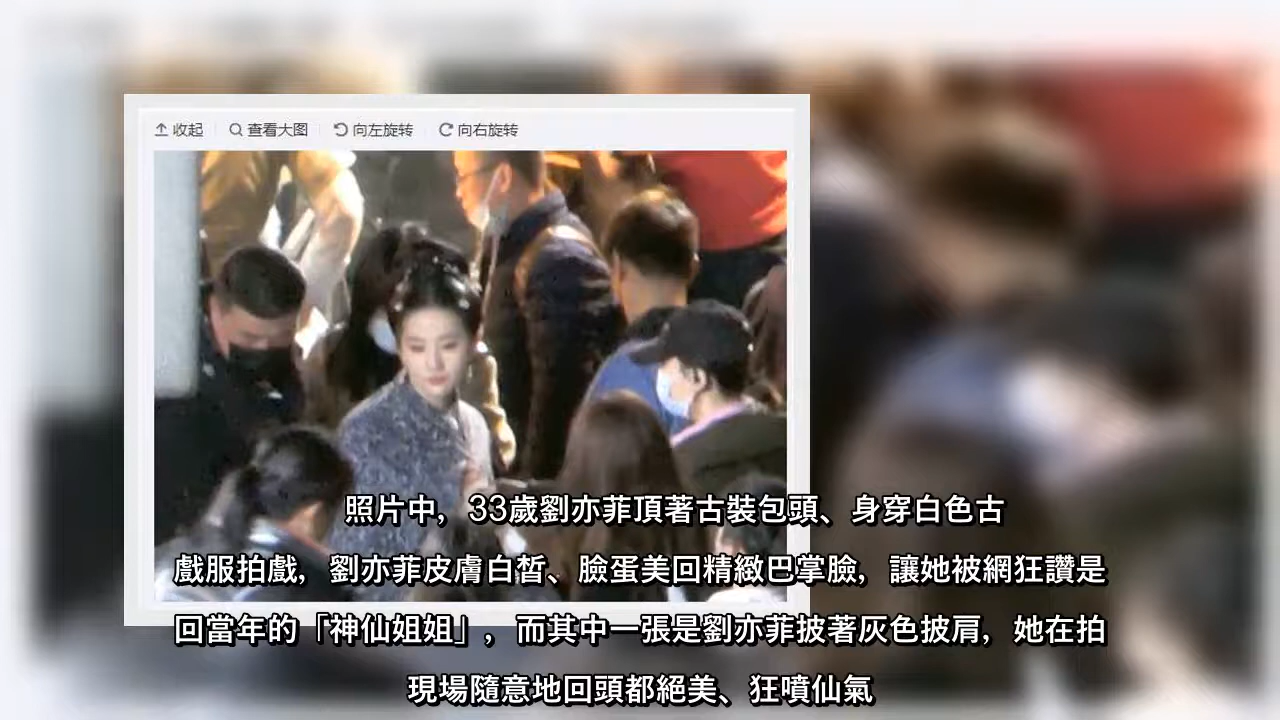 收起 查看大图 向左旋转 向右旋转
照片中，33歲劉亦菲頂著古裝包頭、身穿白色古
戲服拍戲，劉亦菲皮膚白皙、臉蛋美回精緻巴掌臉，讓她被網狂讚是
回當年的「神仙姐姐」，而其中一張是劉亦菲披著灰色披肩，她在拍
現場隨意地回頭都絕美、狂噴仙氣